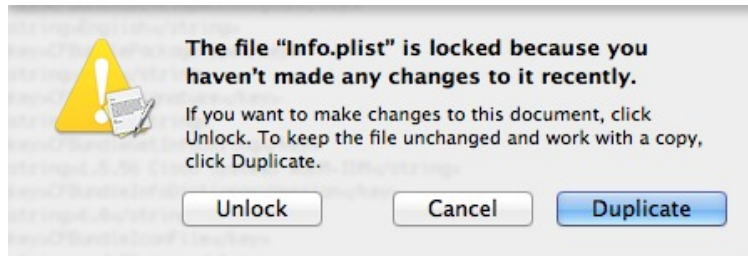 The file “Info.plist” is locked because you
haven’t made any changes to it recently.
If you want to make changes to this document, click
Unlock. To keep the file unchanged and work with a copy,
click Duplicate.
Unlock Cancel Duplicate